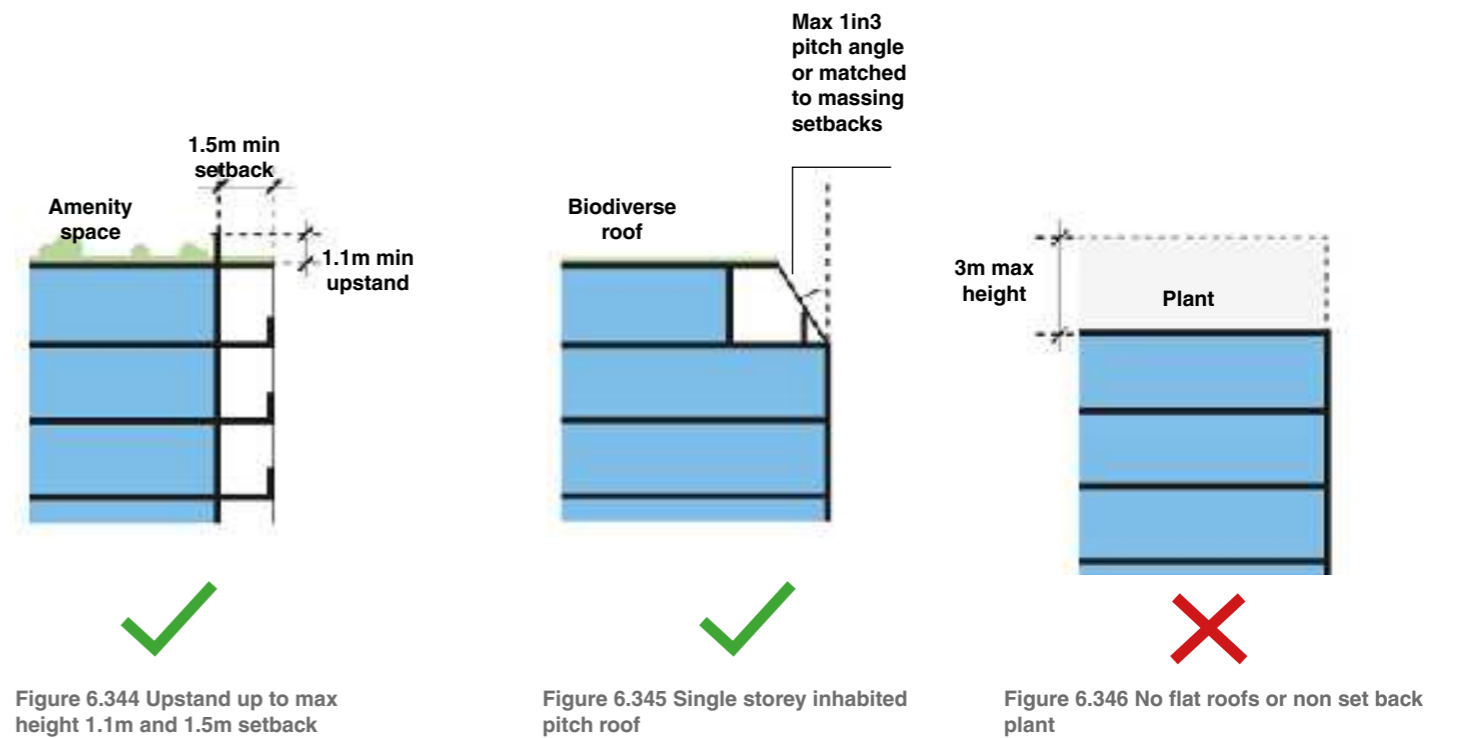 1.5m min
setback
Amenity
space
1.1m min
upstand
Figure 6.344 Upstand up to max
height 1.1m and 1.5m setback
Max 1in3
pitch angle
or matched
to massing
setbacks
Biodiverse
roof
Figure 6.345 Single storey inhabited
pitch roof
3m max
height
Plant
Figure 6.346 No flat roofs or non set back
plant